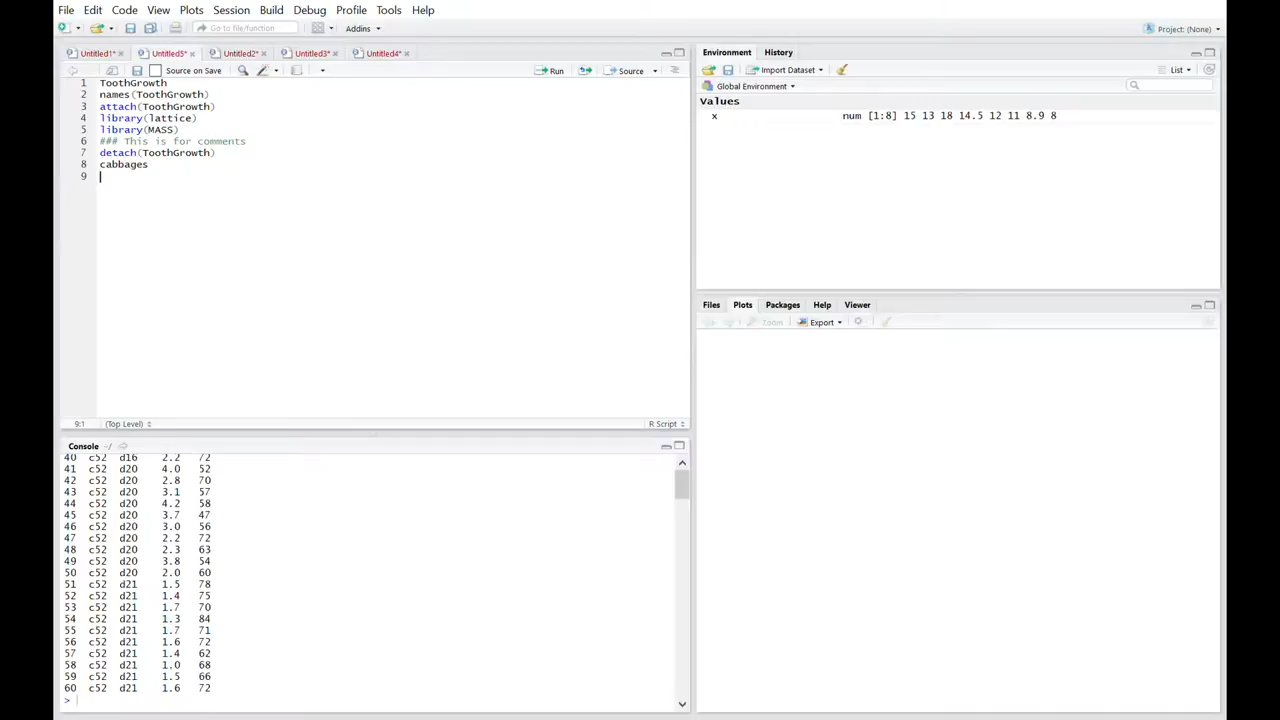 File Edit Code View Plots Session Build Debug Profile Tools Help
Go to file/function Addins Project: (None)
Untitled1* Untitled5* Untitled2* Untitled3* Untitled4*
Source on Save Run Source
1 ToothGrowth
2 names(ToothGrowth)
3 attach(ToothGrowth)
4 library(lattice)
5 library(MASS)
6 ### This is for comments
7 detach(ToothGrowth)
8 cabbages
9
9:1 (Top Level) R Script
Console ~/
40 c52 d16 2.2 72
41 c52 d20 4.0 52
42 c52 d20 2.8 70
43 c52 d20 3.1 57
44 c52 d20 4.2 58
45 c52 d20 3.7 47
46 c52 d20 3.0 56
47 c52 d20 2.2 72
48 c52 d20 2.3 63
49 c52 d20 3.8 54
50 c52 d20 2.0 60
51 c52 d21 1.5 78
52 c52 d21 1.4 75
53 c52 d21 1.7 70
54 c52 d21 1.3 84
55 c52 d21 1.7 71
56 c52 d21 1.6 72
57 c52 d21 1.4 62
58 c52 d21 1.0 68
59 c52 d21 1.5 66
60 c52 d21 1.6 72
>
Environment History
Import Dataset List
Global Environment
Values
x num [1:8] 15 13 18 14.5 12 11 8.9 8
Files Plots Packages Help Viewer
Zoom Export